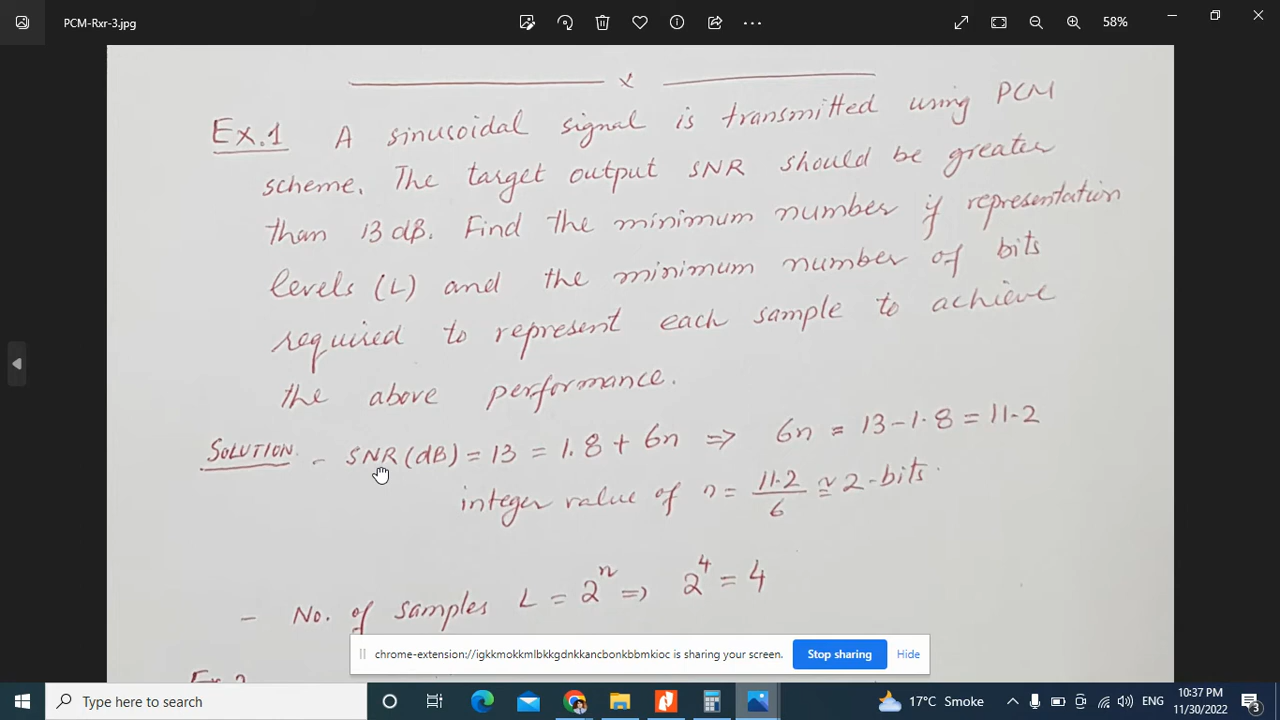 PCM-Rxr-3.jpg
58%
x
Ex.1 A sinusoidal signal is transmitted using PCM
scheme. The target output SNR should be greater
than 13 dB. Find the minimum number if representation
levels (L) and the minimum number of bits
required to represent each sample to achieve
the above performance.
SOLUTION - SNR (dB) = 13 = 1.8 + 6n => 6n = 13-1.8 = 11.2
integer value of n = 11.2/6 ≃ 2-bits.
- No. of samples L = 2^n => 2^4 = 4
chrome-extension://igkkmokkmlbkkgdnkkancbonkbbmkioc is sharing your screen. Stop sharing Hide
Ex.2
Type here to search
17°C Smoke
ENG
10:37 PM
11/30/2022
3